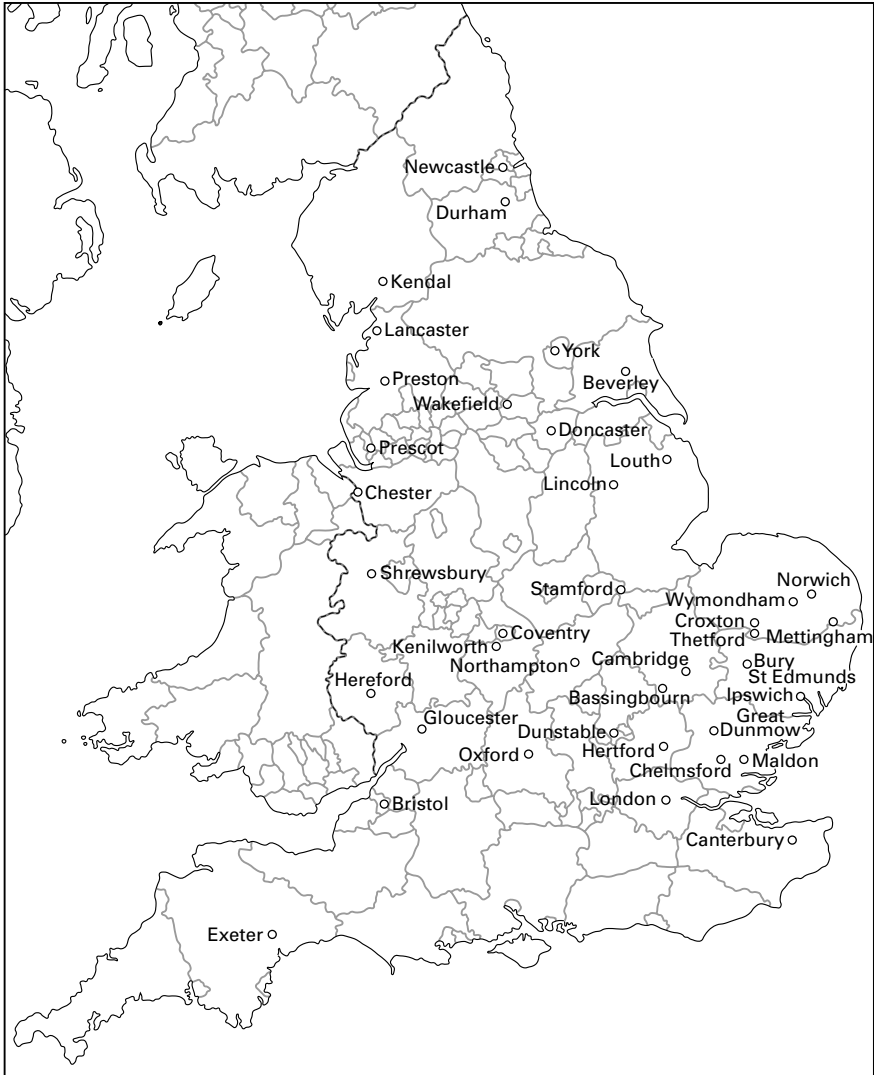 Newcastle
Durham
Kendal
Lancaster
York
Preston
Beverley
Wakefield
Doncaster
Prescot
Louth
Lincoln
Chester
Shrewsbury
Norwich
Stamford
Wymondham
Croxton
Thetford
Mettingham
Coventry
Kenilworth
Northampton
Cambridge
Bury
St Edmunds
Hereford
Bassingbourn
Ipswich
Gloucester
Great
Dunmow
Dunstable
Hertford
Oxford
Chelmsford
Maldon
London
Bristol
Canterbury
Exeter